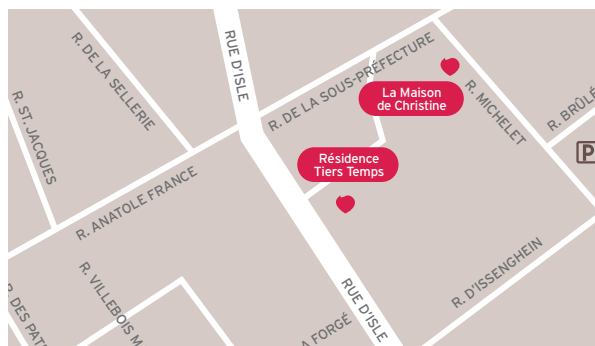 RUE D'ISLE
R. DE LA SELLERIE
R. DE LA SOUS-PRÉFECTURE
La Maison
de Christine
R. ST. JACQUES
R. MICHELET
R. BRÛLÉ
P
Résidence
Tiers Temps
R. ANATOLE FRANCE
R. D'ISSENGHEIN
R. VILLEBOIS M
RUE D'ISLE
R. DES PAT
A FORGÉ